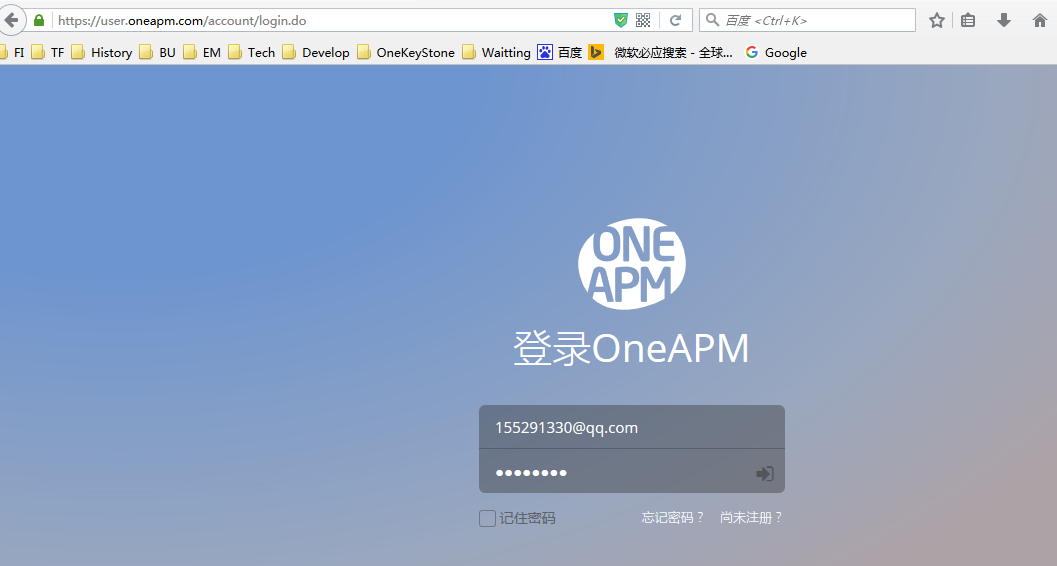 https://user.oneapm.com/account/login.do
百度 <Ctrl+K>
FI TF History BU EM Tech Develop OneKeyStone Waitting 百度 微软必应搜索 - 全球... Google
ONE
APM
登录OneAPM
155291330@qq.com
●●●●●●●●
记住密码 忘记密码？ 尚未注册？